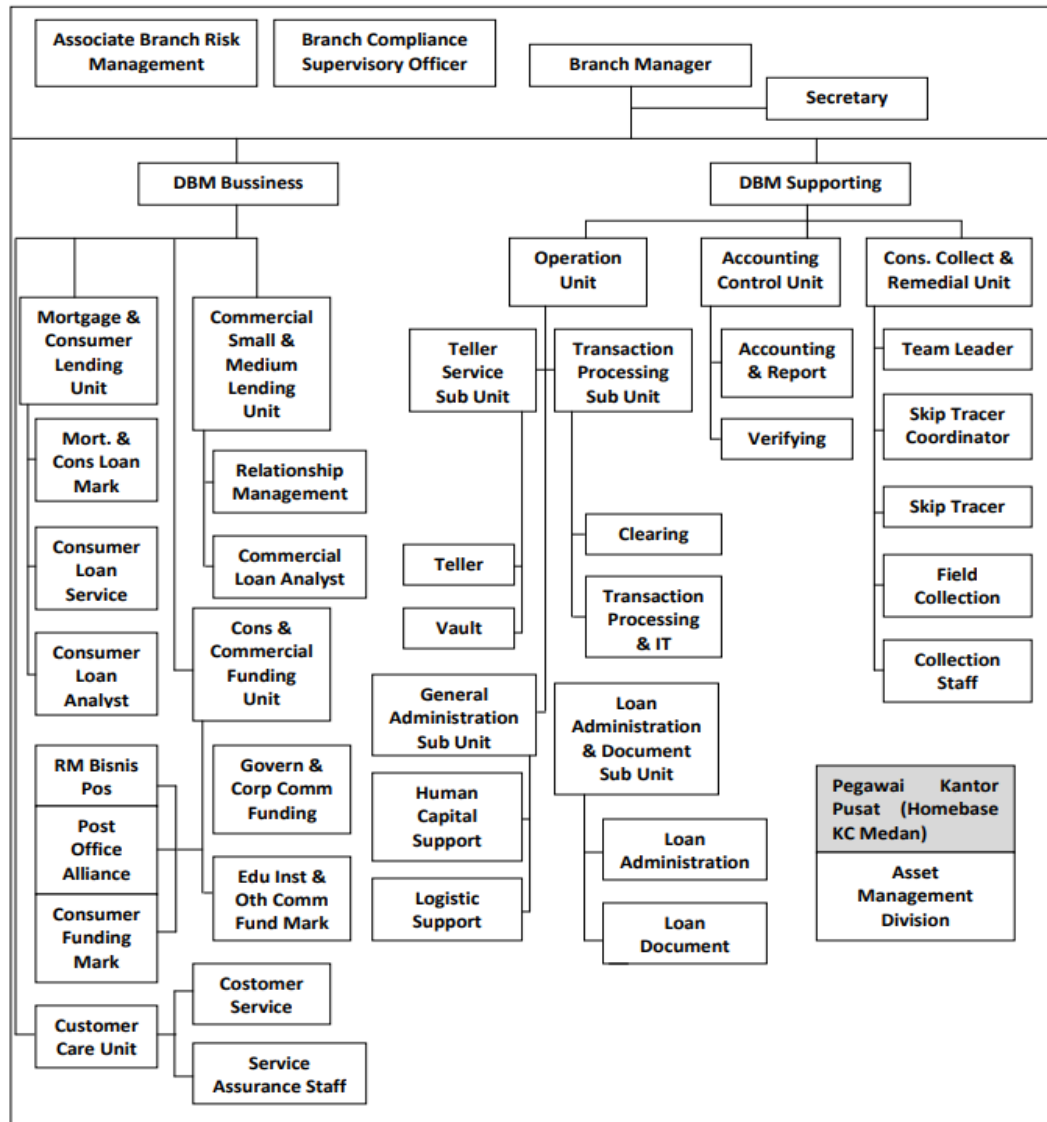 Associate Branch Risk
Management
Branch Compliance
Supervisory Officer
Branch Manager
Secretary
DBM Bussiness
DBM Supporting
Operation
Unit
Accounting
Control Unit
Cons. Collect &
Remedial Unit
Mortgage &
Consumer
Lending
Unit
Commercial
Small &
Medium
Lending
Unit
Teller
Service
Sub Unit
Transaction
Processing
Sub Unit
Accounting
& Report
Verifying
Team Leader
Skip Tracer
Coordinator
Skip Tracer
Field
Collection
Collection
Staff
Mort. &
Cons Loan
Mark
Consumer
Loan
Service
Consumer
Loan
Analyst
Relationship
Management
Commercial
Loan Analyst
Cons &
Commercial
Funding
Unit
Teller
Vault
Clearing
Transaction
Processing
& IT
General
Administration
Sub Unit
Human
Capital
Support
Logistic
Support
Loan
Administration
& Document
Sub Unit
Loan
Administration
Loan
Document
RM Bisnis
Pos
Post
Office
Alliance
Consumer
Funding
Mark
Govern &
Corp Comm
Funding
Edu Inst &
Oth Comm
Fund Mark
Pegawai Kantor
Pusat (Homebase
KC Medan)
Asset
Management
Division
Customer
Care Unit
Costomer
Service
Service
Assurance Staff